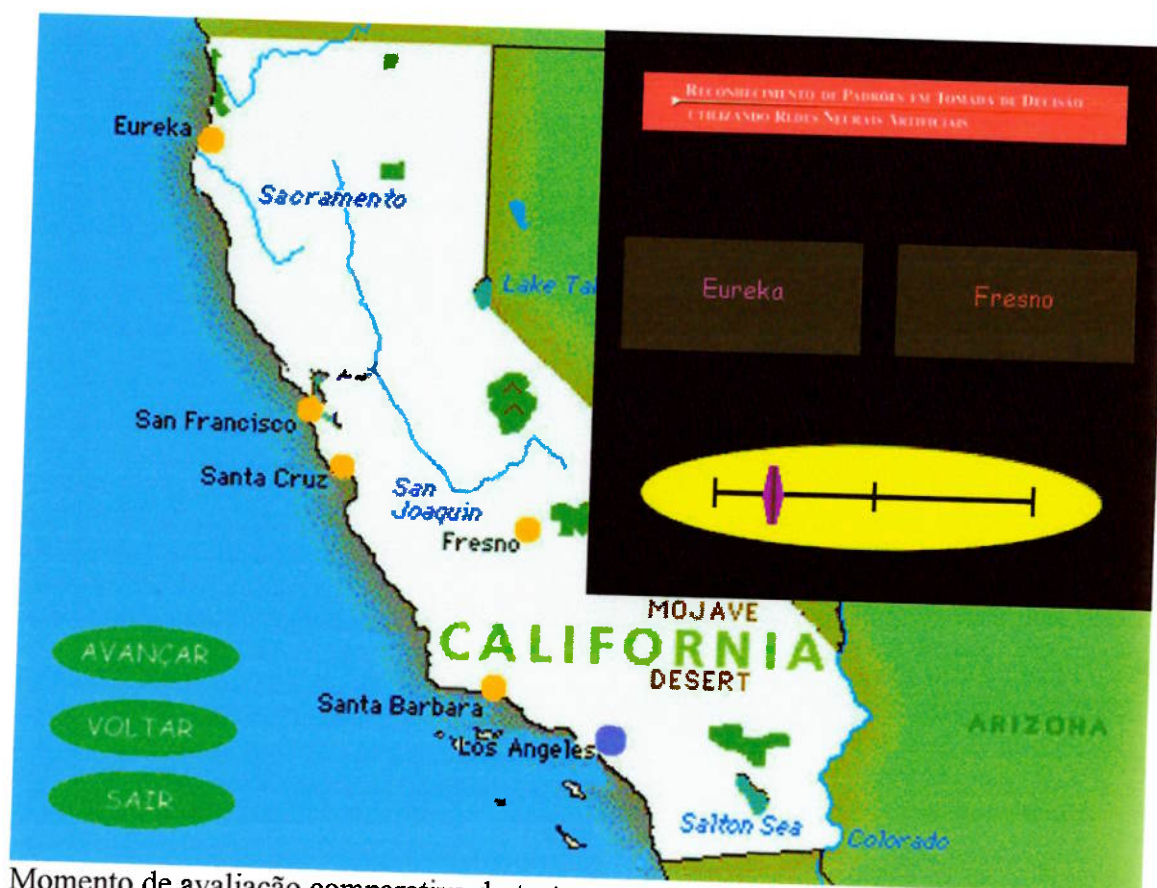 RECONHECIMENTO DE PADRÕES EM TOMADA DE DECISÃO
UTILIZANDO REDES NEURAIS ARTIFICIAIS
Eureka
Sacramento
Lake Ta
Eureka
Fresno
San Francisco
Santa Cruz
San
Joaquin
Fresno
MOJAVE
CALIFORNIA
DESERT
AVANÇAR
VOLTAR
SAIR
Santa Barbara
Los Angeles
ARIZONA
Salton Sea
Colorado
Momento de avaliação comparativa